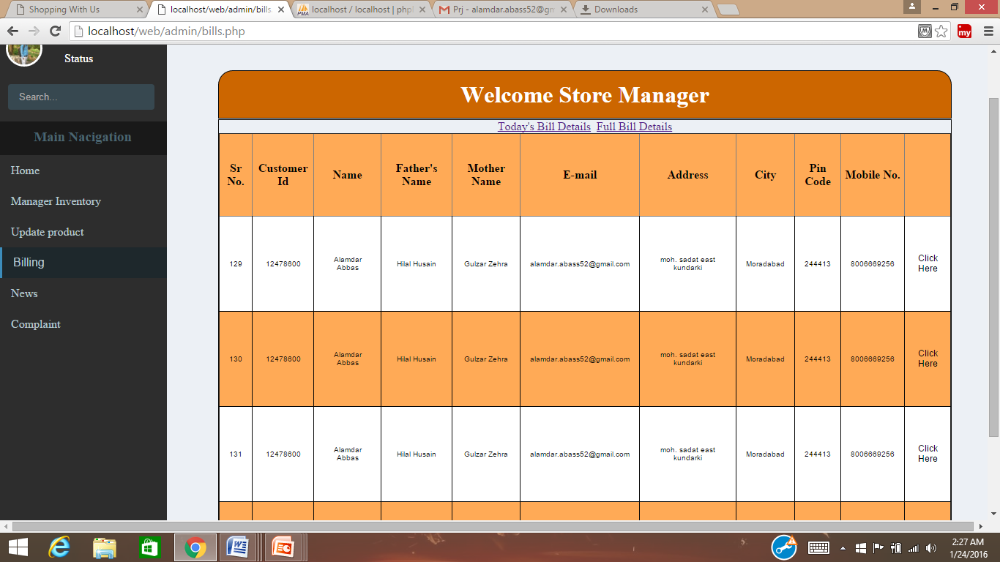 Shopping With Us
localhost/web/admin/bills.
localhost / localhost | php
Prj - alamdar.abass52@gm
Downloads
localhost/web/admin/bills.php
Status
Search...
Main Nacigation
Home
Manager Inventory
Update product
Billing
News
Complaint
Welcome Store Manager
Today's Bill Details Full Bill Details
Sr No. Customer Id Name Father's Name Mother Name E-mail Address City Pin Code Mobile No.
129 12478600 Alamdar Abbas Hilal Husain Gulzar Zehra alamdar.abass52@gmail.com moh. sadat east kundarki Moradabad 244413 8006669256 Click Here
130 12478600 Alamdar Abbas Hilal Husain Gulzar Zehra alamdar.abass52@gmail.com moh. sadat east kundarki Moradabad 244413 8006669256 Click Here
131 12478600 Alamdar Abbas Hilal Husain Gulzar Zehra alamdar.abass52@gmail.com moh. sadat east kundarki Moradabad 244413 8006669256 Click Here
2:27 AM
1/24/2016